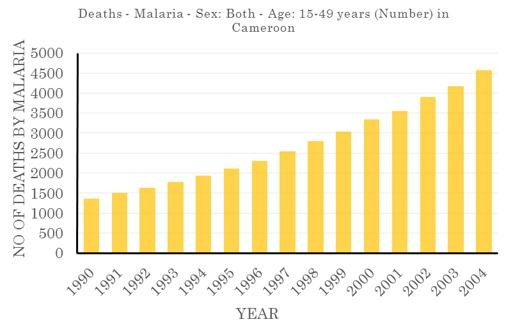 Deaths - Malaria - Sex: Both - Age: 15-49 years (Number) in
Cameroon
NO OF DEATHS BY MALARIA
5000
4500
4000
3500
3000
2500
2000
1500
1000
500
0
1990 1991 1992 1993 1994 1995 1996 1997 1998 1999 2000 2001 2002 2003 2004
YEAR